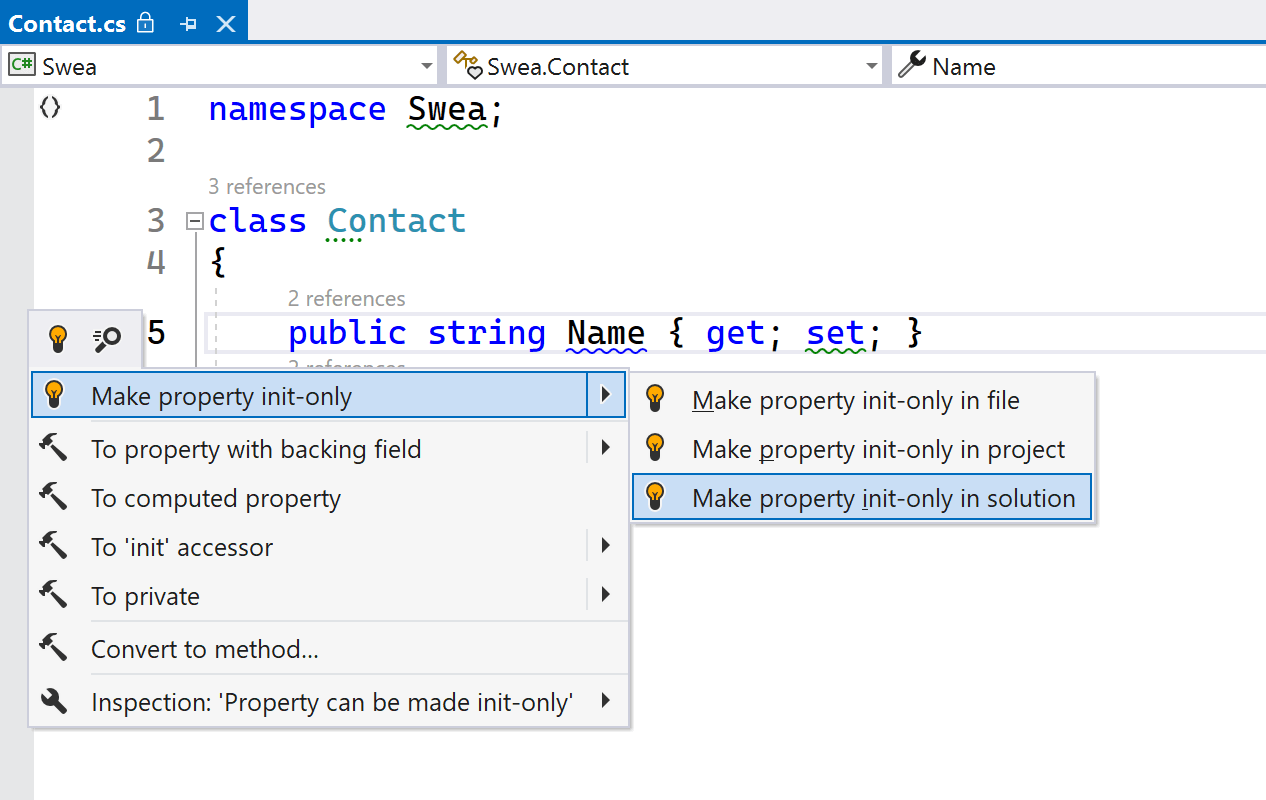 Contact.cs
C# Swea
Swea.Contact
Name
1 namespace Swea;
2
3 references
3 class Contact
4 {
2 references
5 public string Name { get; set; }
Make property init-only
To property with backing field
To computed property
To 'init' accessor
To private
Convert to method...
Inspection: 'Property can be made init-only'
Make property init-only in file
Make property init-only in project
Make property init-only in solution